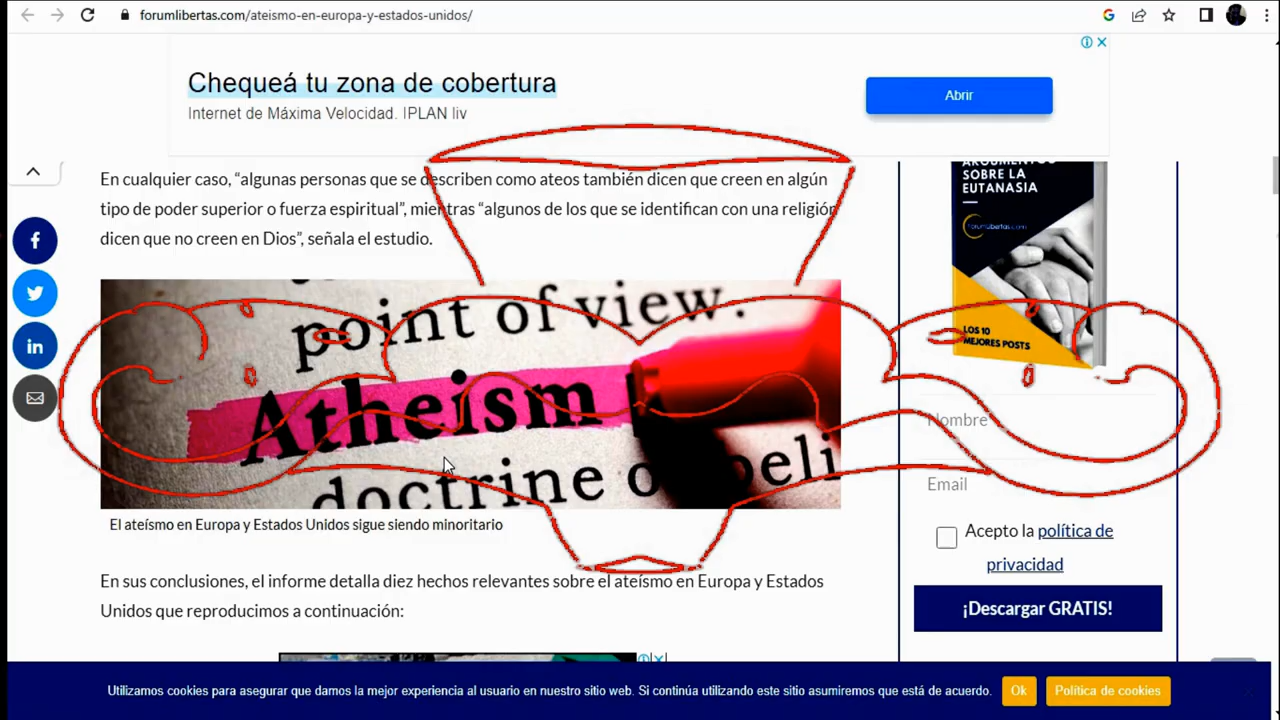 forumlibertas.com/ateismo-en-europa-y-estados-unidos/
Chequeá tu zona de cobertura
Internet de Máxima Velocidad. IPLAN liv
Abrir
En cualquier caso, “algunas personas que se describen como ateos también dicen que creen en algún
tipo de poder superior o fuerza espiritual”, mientras “algunos de los que se identifican con una religión
dicen que no creen en Dios”, señala el estudio.
point of view.
Atheism
doctrine o beli
El ateísmo en Europa y Estados Unidos sigue siendo minoritario
En sus conclusiones, el informe detalla diez hechos relevantes sobre el ateísmo en Europa y Estados
Unidos que reproducimos a continuación:
ARGUMENTOS
SOBRE LA
EUTANASIA
forumlibertas.com
LOS 10
MEJORES POSTS
Nombre
Email
Acepto la política de
privacidad
¡Descargar GRATIS!
Utilizamos cookies para asegurar que damos la mejor experiencia al usuario en nuestro sitio web. Si continúa utilizando este sitio asumiremos que está de acuerdo.
Ok
Política de cookies